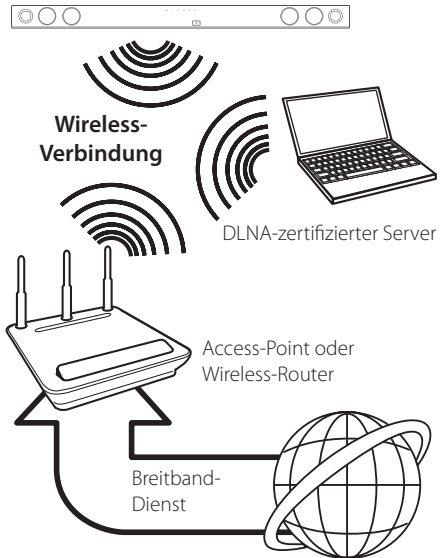 Wireless-
Verbindung
DLNA-zertifizierter Server
Access-Point oder
Wireless-Router
Breitband-
Dienst